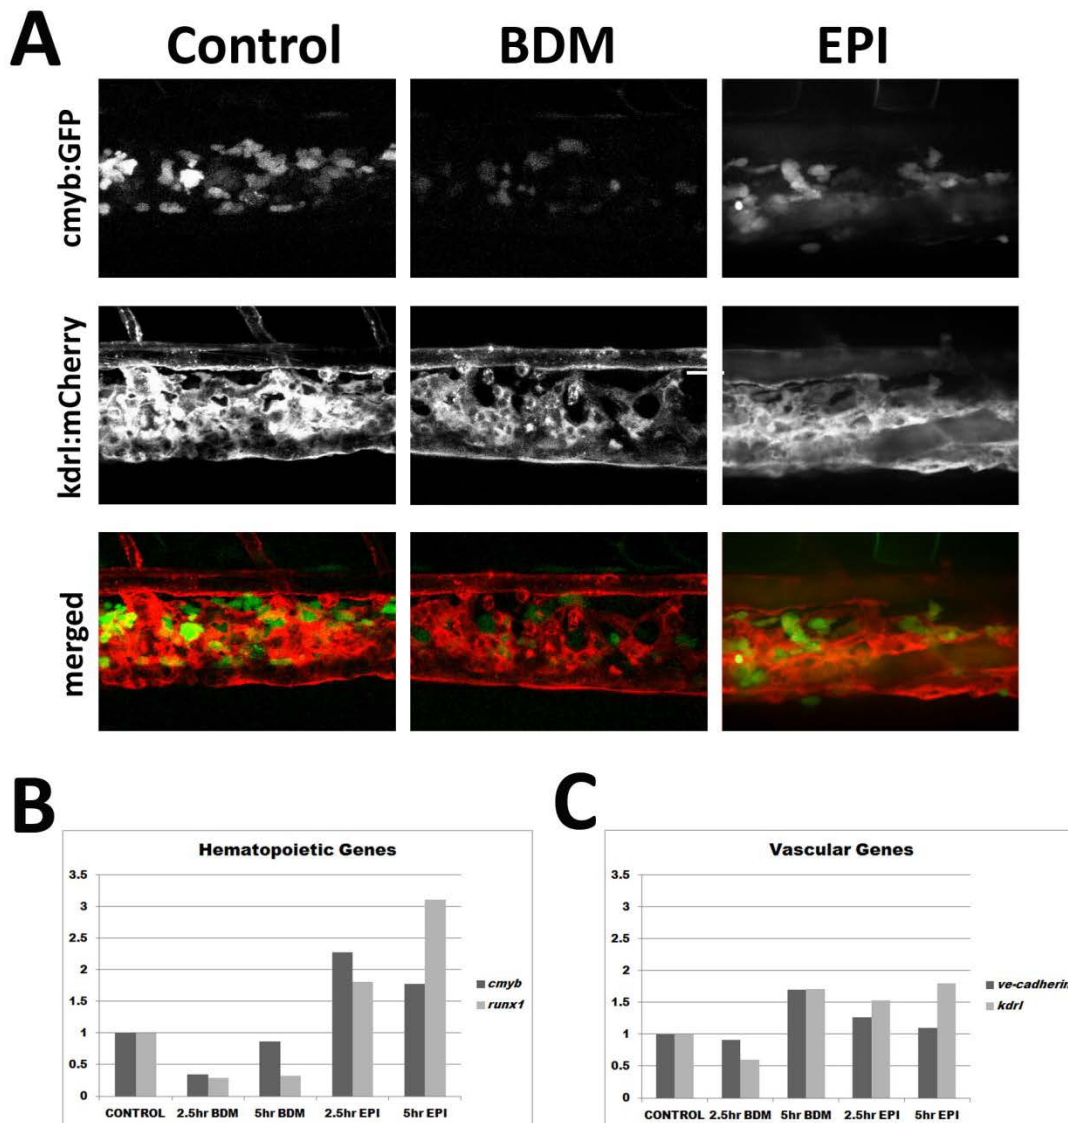 A
Control BDM EPI
cmyb:GFP
kdrl:mCherry
merged
B
Hematopoietic Genes
3.5
3
2.5
2
1.5
1
0.5
0
CONTROL 2.5hr BDM 5hr BDM 2.5hr EPI 5hr EPI
cmyb
runx1
C
Vascular Genes
3.5
3
2.5
2
1.5
1
0.5
0
CONTROL 2.5hr BDM 5hr BDM 2.5hr EPI 5hr EPI
ve-cadherin
kdrl